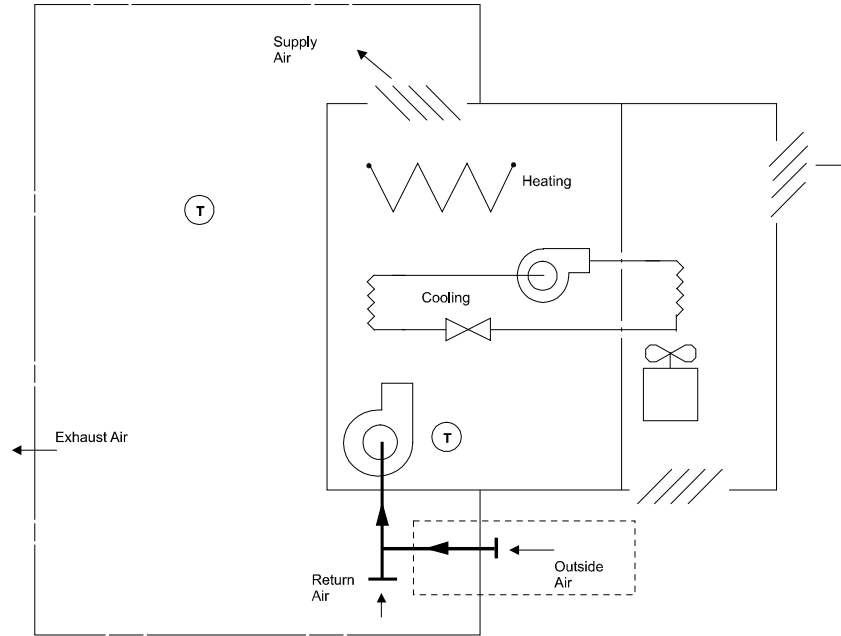 Supply
Air
T
Heating
Cooling
Exhaust Air
T
Return
Air
Outside
Air